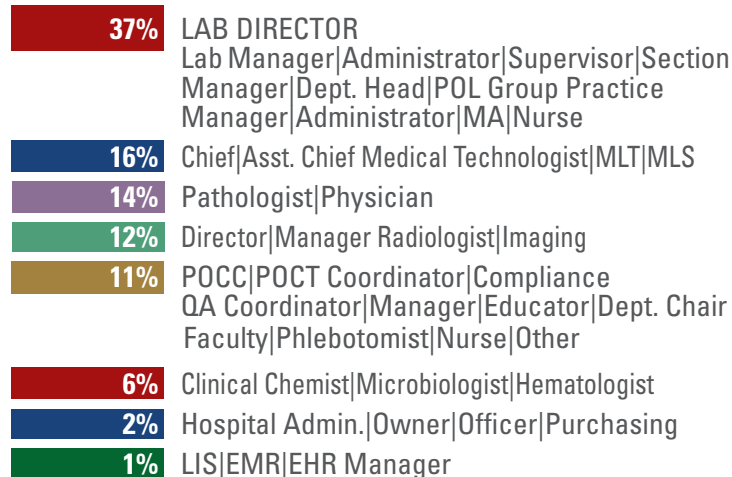 37% LAB DIRECTOR
Lab Manager|Administrator|Supervisor|Section
Manager|Dept. Head|POL Group Practice
Manager|Administrator|MA|Nurse
16% Chief|Asst. Chief Medical Technologist|MLT|MLS
14% Pathologist|Physician
12% Director|Manager Radiologist|Imaging
11% POCC|POCT Coordinator|Compliance
QA Coordinator|Manager|Educator|Dept. Chair
Faculty|Phlebotomist|Nurse|Other
6% Clinical Chemist|Microbiologist|Hematologist
2% Hospital Admin.|Owner|Officer|Purchasing
1% LIS|EMR|EHR Manager